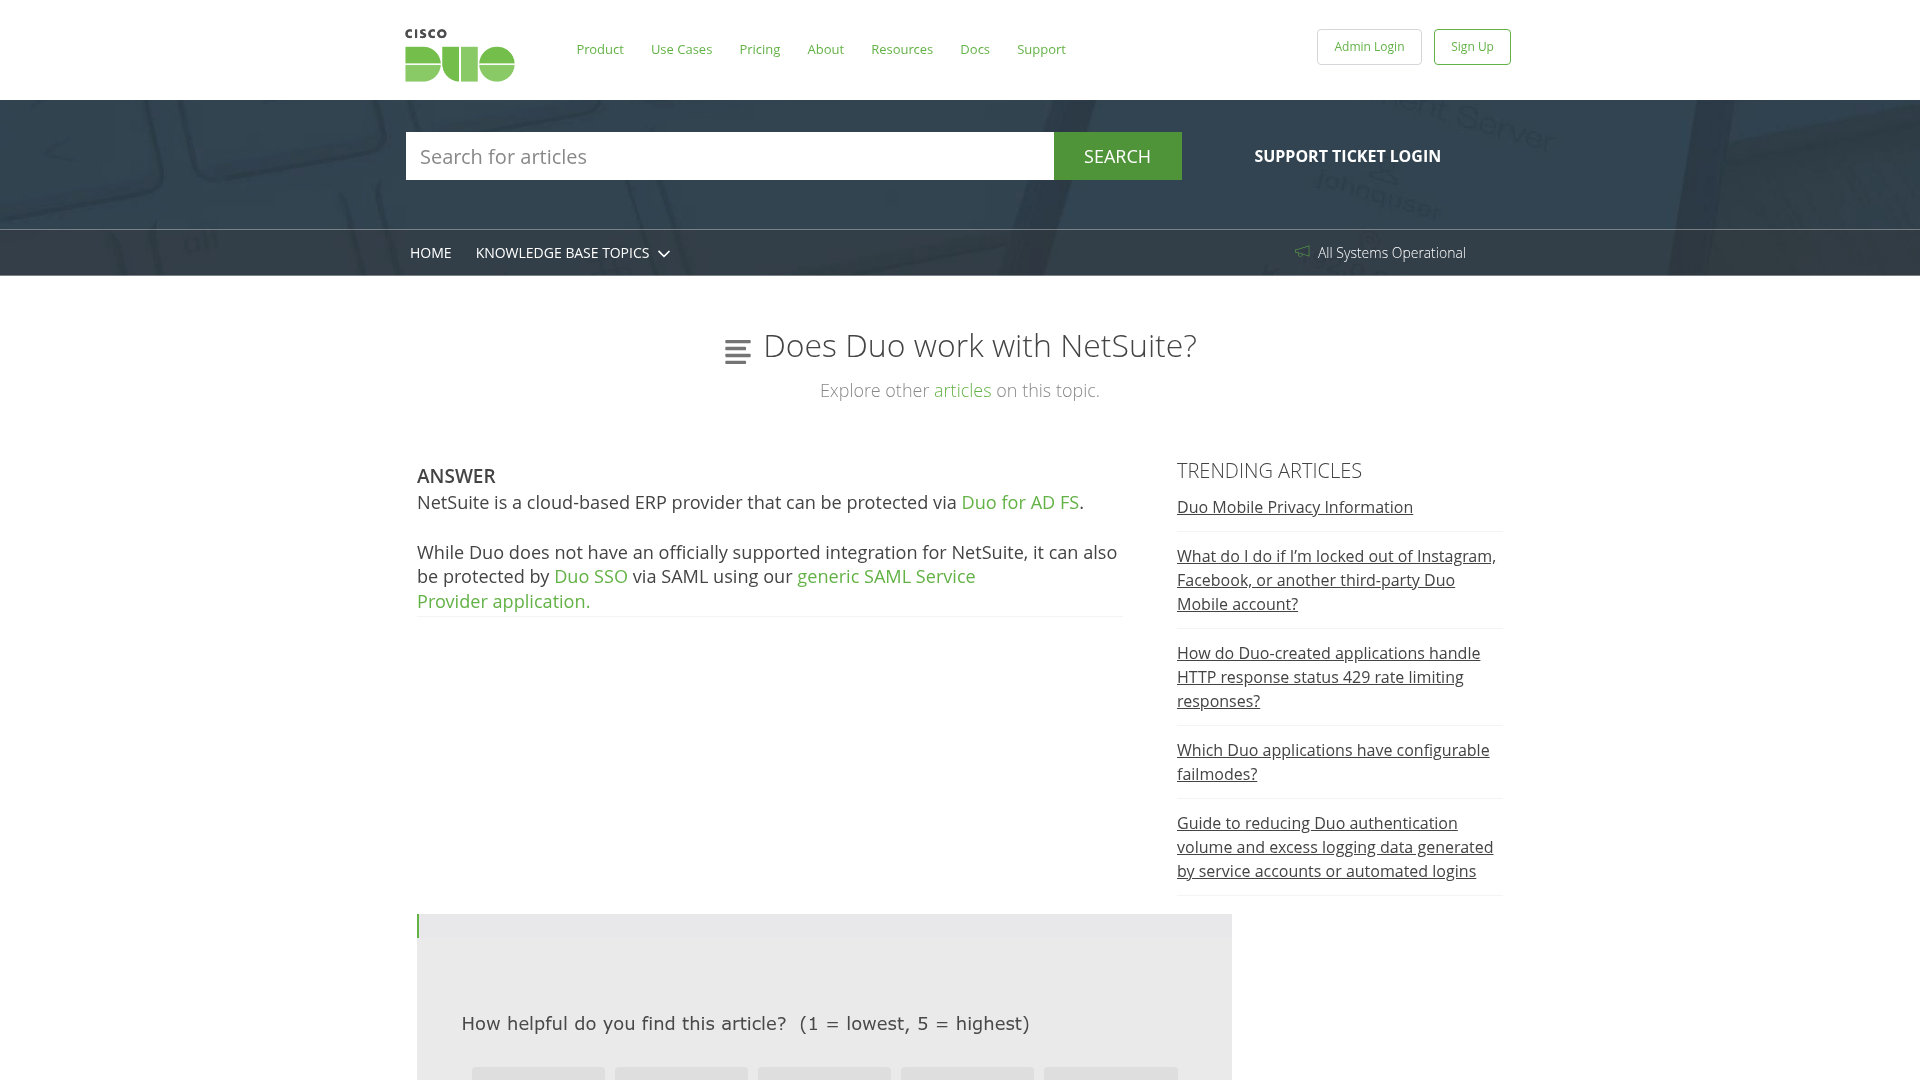 CISCO
DUO
Product
Use Cases
Pricing
About
Resources
Docs
Support
Admin Login
Sign Up
Search for articles
SEARCH
SUPPORT TICKET LOGIN
HOME
KNOWLEDGE BASE TOPICS
All Systems Operational
Does Duo work with NetSuite?
Explore other articles on this topic.
ANSWER
NetSuite is a cloud-based ERP provider that can be protected via Duo for AD FS.
While Duo does not have an officially supported integration for NetSuite, it can also
be protected by Duo SSO via SAML using our generic SAML Service
Provider application.
TRENDING ARTICLES
Duo Mobile Privacy Information
What do I do if I’m locked out of Instagram,
Facebook, or another third-party Duo
Mobile account?
How do Duo-created applications handle
HTTP response status 429 rate limiting
responses?
Which Duo applications have configurable
failmodes?
Guide to reducing Duo authentication
volume and excess logging data generated
by service accounts or automated logins
How helpful do you find this article?  (1 = lowest, 5 = highest)